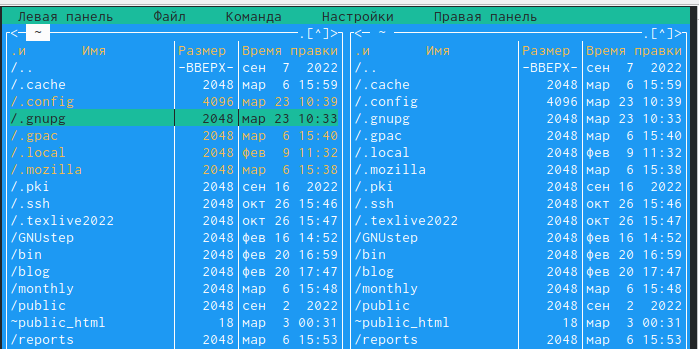 Левая панель Файл Команда Настройки Правая панель
<─ ~ .[^]> <─ ~ .[^]>
.и Имя Размер Время правки .и Имя Размер Время правки
/.. -ВВЕРХ- сен 7 2022 /.. -ВВЕРХ- сен 7 2022
/.cache 2048 мар 6 15:59 /.cache 2048 мар 6 15:59
/.config 4096 мар 23 10:39 /.config 4096 мар 23 10:39
/.gnupg 2048 мар 23 10:33 /.gnupg 2048 мар 23 10:33
/.gpac 2048 мар 6 15:40 /.gpac 2048 мар 6 15:40
/.local 2048 фев 9 11:32 /.local 2048 фев 9 11:32
/.mozilla 2048 мар 6 15:38 /.mozilla 2048 мар 6 15:38
/.pki 2048 сен 16 2022 /.pki 2048 сен 16 2022
/.ssh 2048 окт 26 15:46 /.ssh 2048 окт 26 15:46
/.texlive2022 2048 окт 26 15:47 /.texlive2022 2048 окт 26 15:47
/GNUstep 2048 фев 16 14:52 /GNUstep 2048 фев 16 14:52
/bin 2048 фев 20 16:59 /bin 2048 фев 20 16:59
/blog 2048 фев 20 17:47 /blog 2048 фев 20 17:47
/monthly 2048 мар 6 15:48 /monthly 2048 мар 6 15:48
/public 2048 сен 2 2022 /public 2048 сен 2 2022
~public_html 18 мар 3 00:31 ~public_html 18 мар 3 00:31
/reports 2048 мар 6 15:53 /reports 2048 мар 6 15:53